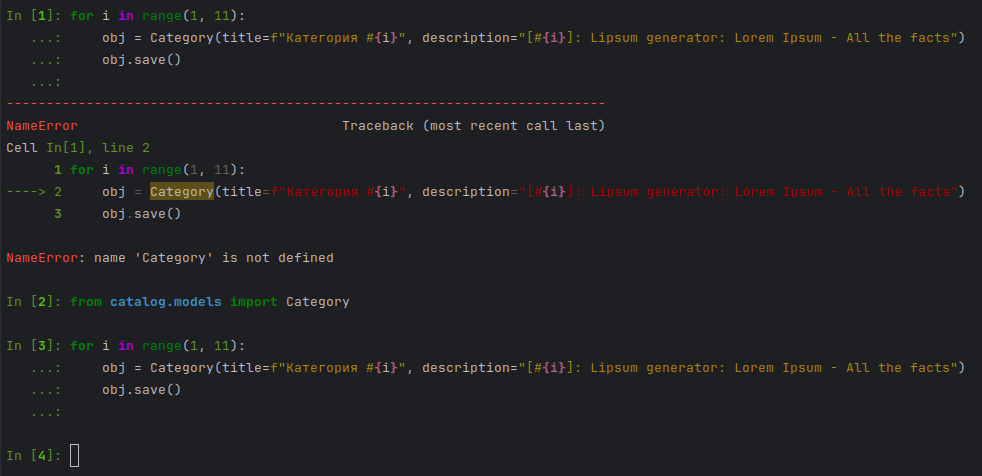 In [1]: for i in range(1, 11):
   ...:     obj = Category(title=f"Категория #{i}", description="[#{i}]: Lipsum generator: Lorem Ipsum - All the facts")
   ...:     obj.save()
   ...:
---------------------------------------------------------------------------
NameError                                 Traceback (most recent call last)
Cell In[1], line 2
      1 for i in range(1, 11):
----> 2     obj = Category(title=f"Категория #{i}", description="[#{i}]: Lipsum generator: Lorem Ipsum - All the facts")
      3     obj.save()

NameError: name 'Category' is not defined

In [2]: from catalog.models import Category

In [3]: for i in range(1, 11):
   ...:     obj = Category(title=f"Категория #{i}", description="[#{i}]: Lipsum generator: Lorem Ipsum - All the facts")
   ...:     obj.save()
   ...:

In [4]: